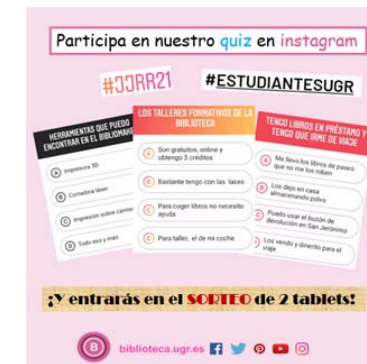 Participa en nuestro quiz en instagram
#JJRR21
#ESTUDIANTESUGR
HERRAMIENTAS QUE PUEDO
ENCONTRAR EN EL BIBLIOMAKER
A Impresora 3D
B Cortadora láser
C Impresión sobre camisetas
D Todo eso y más
LOS TALLERES FORMATIVOS DE LA
BIBLIOTECA
A Son gratuitos, online y
obtengo 3 créditos
B Bastante tengo con las lases
C Para coger libros no necesito
ayuda
D Para taller, el de mi coche
TENGO LIBROS EN PRÉSTAMO Y
TENGO QUE IRME DE VIAJE
A Me llevo los libros de paseo
que no me los roben
B Los dejo en casa
almacenando polvo
C Puedo usar el buzón de
devolución en San Jerónimo
Los vendo y dinerito para el
viaje
¡Y entrarás en el SORTEO de 2 tablets!
B biblioteca.ugr.es